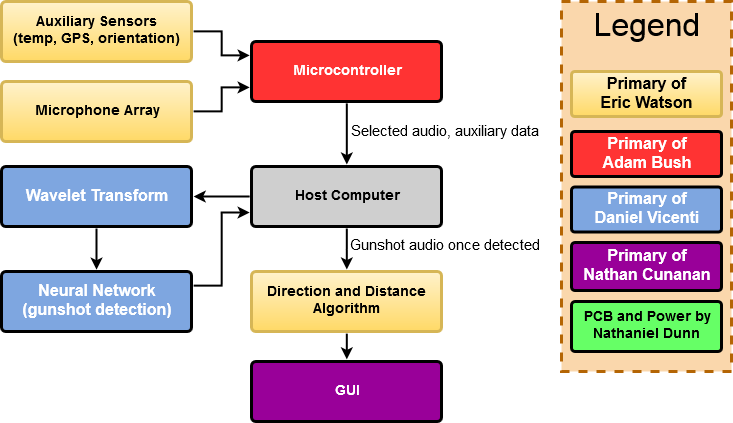 Auxiliary Sensors
(temp, GPS, orientation)
Microphone Array
Microcontroller
Selected audio, auxiliary data
Wavelet Transform
Host Computer
Gunshot audio once detected
Neural Network
(gunshot detection)
Direction and Distance
Algorithm
GUI
Legend
Primary of
Eric Watson
Primary of
Adam Bush
Primary of
Daniel Vicenti
Primary of
Nathan Cunanan
PCB and Power by
Nathaniel Dunn